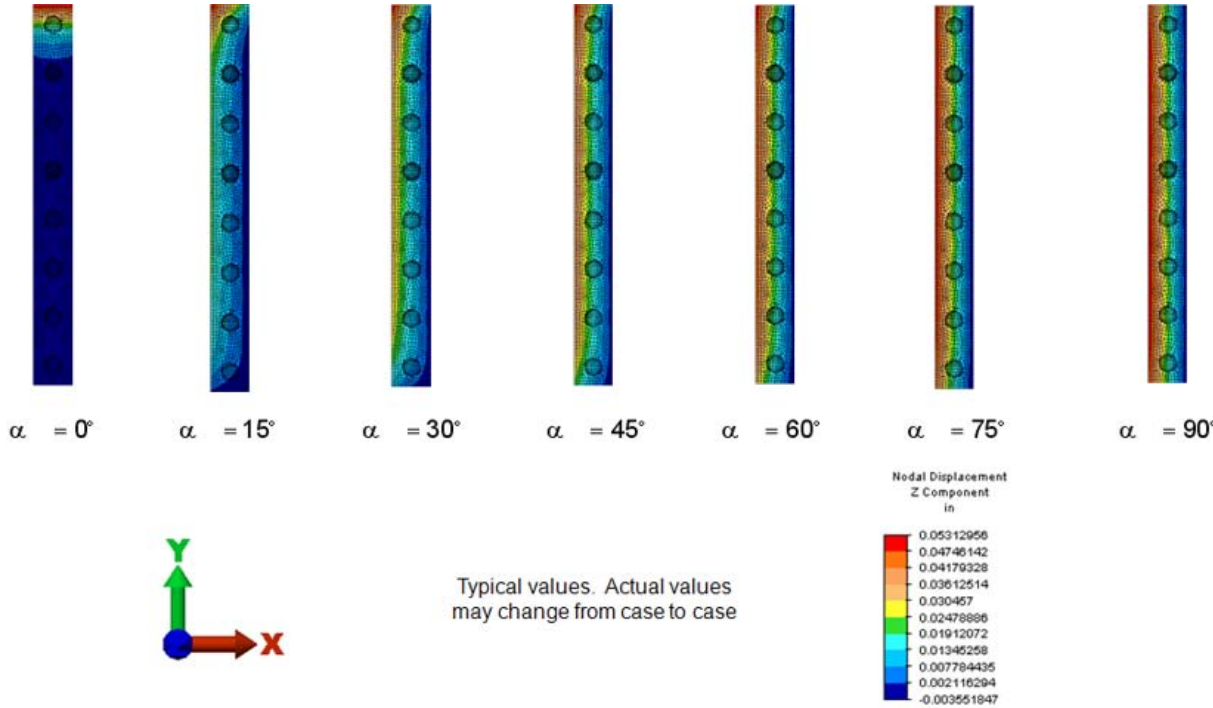 α = 0°
α = 15°
α = 30°
α = 45°
α = 60°
α = 75°
α = 90°
Nodal Displacement
Z Component
in
0.05312956
0.04746142
0.04179328
0.03612514
0.030457
0.02478886
0.01912072
0.01345258
0.007784435
0.002116294
-0.003551847
Y
X
Typical values. Actual values
may change from case to case